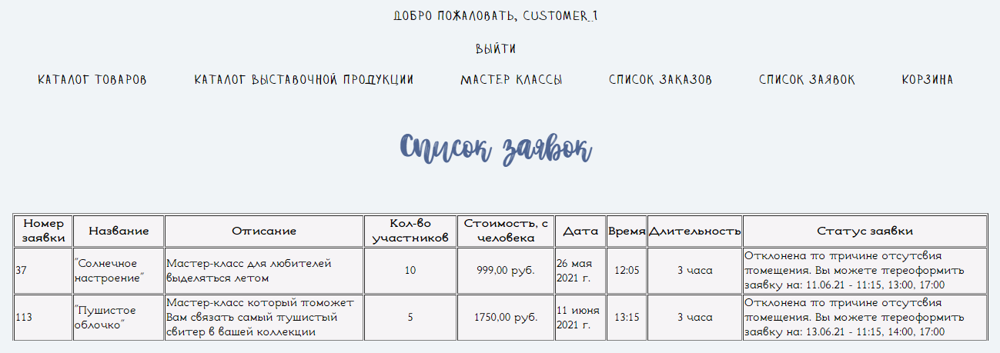 ДОБРО ПОЖАЛОВАТЬ, CUSTOMER_1
ВЫЙТИ
КАТАЛОГ ТОВАРОВ КАТАЛОГ ВЫСТАВОЧНОЙ ПРОДУКЦИИ МАСТЕР КЛАССЫ СПИСОК ЗАКАЗОВ СПИСОК ЗАЯВОК КОРЗИНА
Список заявок
Номер заявки Название Описание Кол-во участников Стоимость, с человека Дата Время Длительность Статус заявки
37 "Солнечное настроение" Мастер-класс для любителей выделяться летом 10 999,00 руб. 26 мая 2021 г. 12:05 3 часа Отклонена по причине отсутсвия помещения. Вы можете переоформить заявку на: 11.06.21 - 11:15, 13:00, 17:00
113 "Пушистое облочко" Мастер-класс который поможет Вам связать самый пушистый свитер в вашей коллекции 5 1750,00 руб. 11 июня 2021 г. 13:15 3 часа Отклонена по причине отсутсвия помещения. Вы можете переоформить заявку на: 13.06.21 - 11:15, 14:00, 17:00